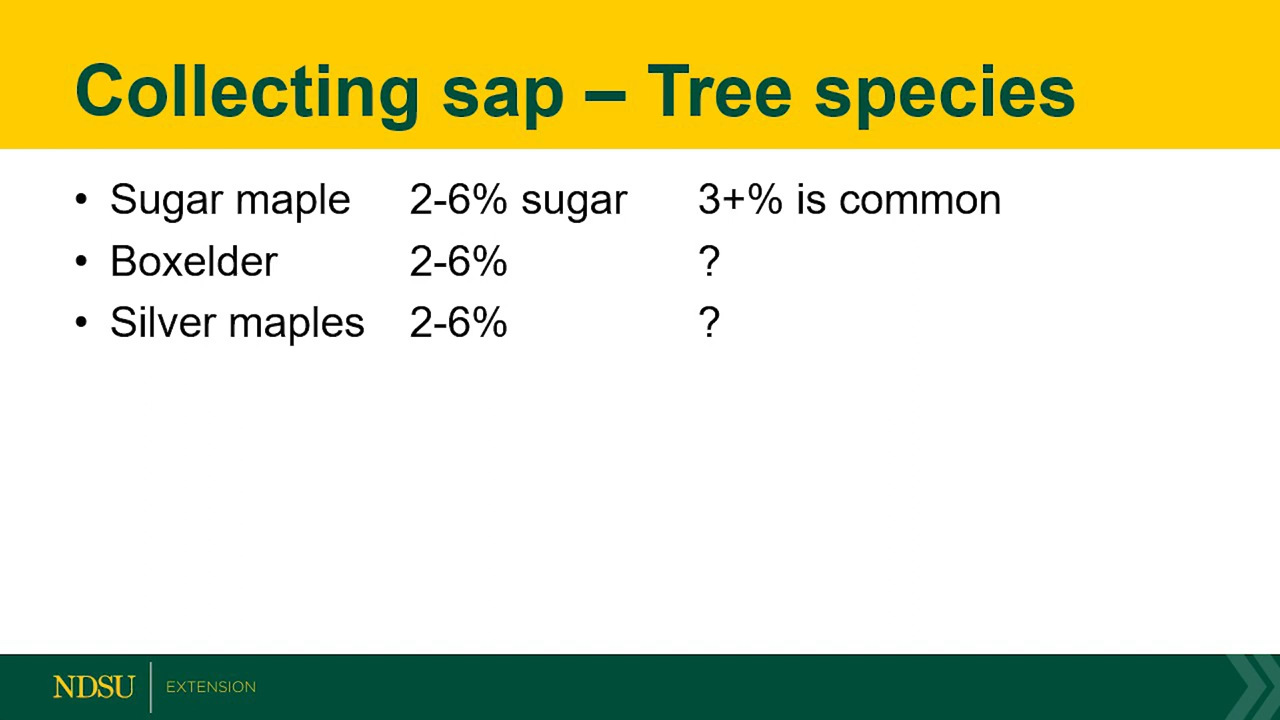 Collecting sap – Tree species
• Sugar maple 2-6% sugar 3+% is common
• Boxelder 2-6% ?
• Silver maples 2-6% ?
NDSU EXTENSION